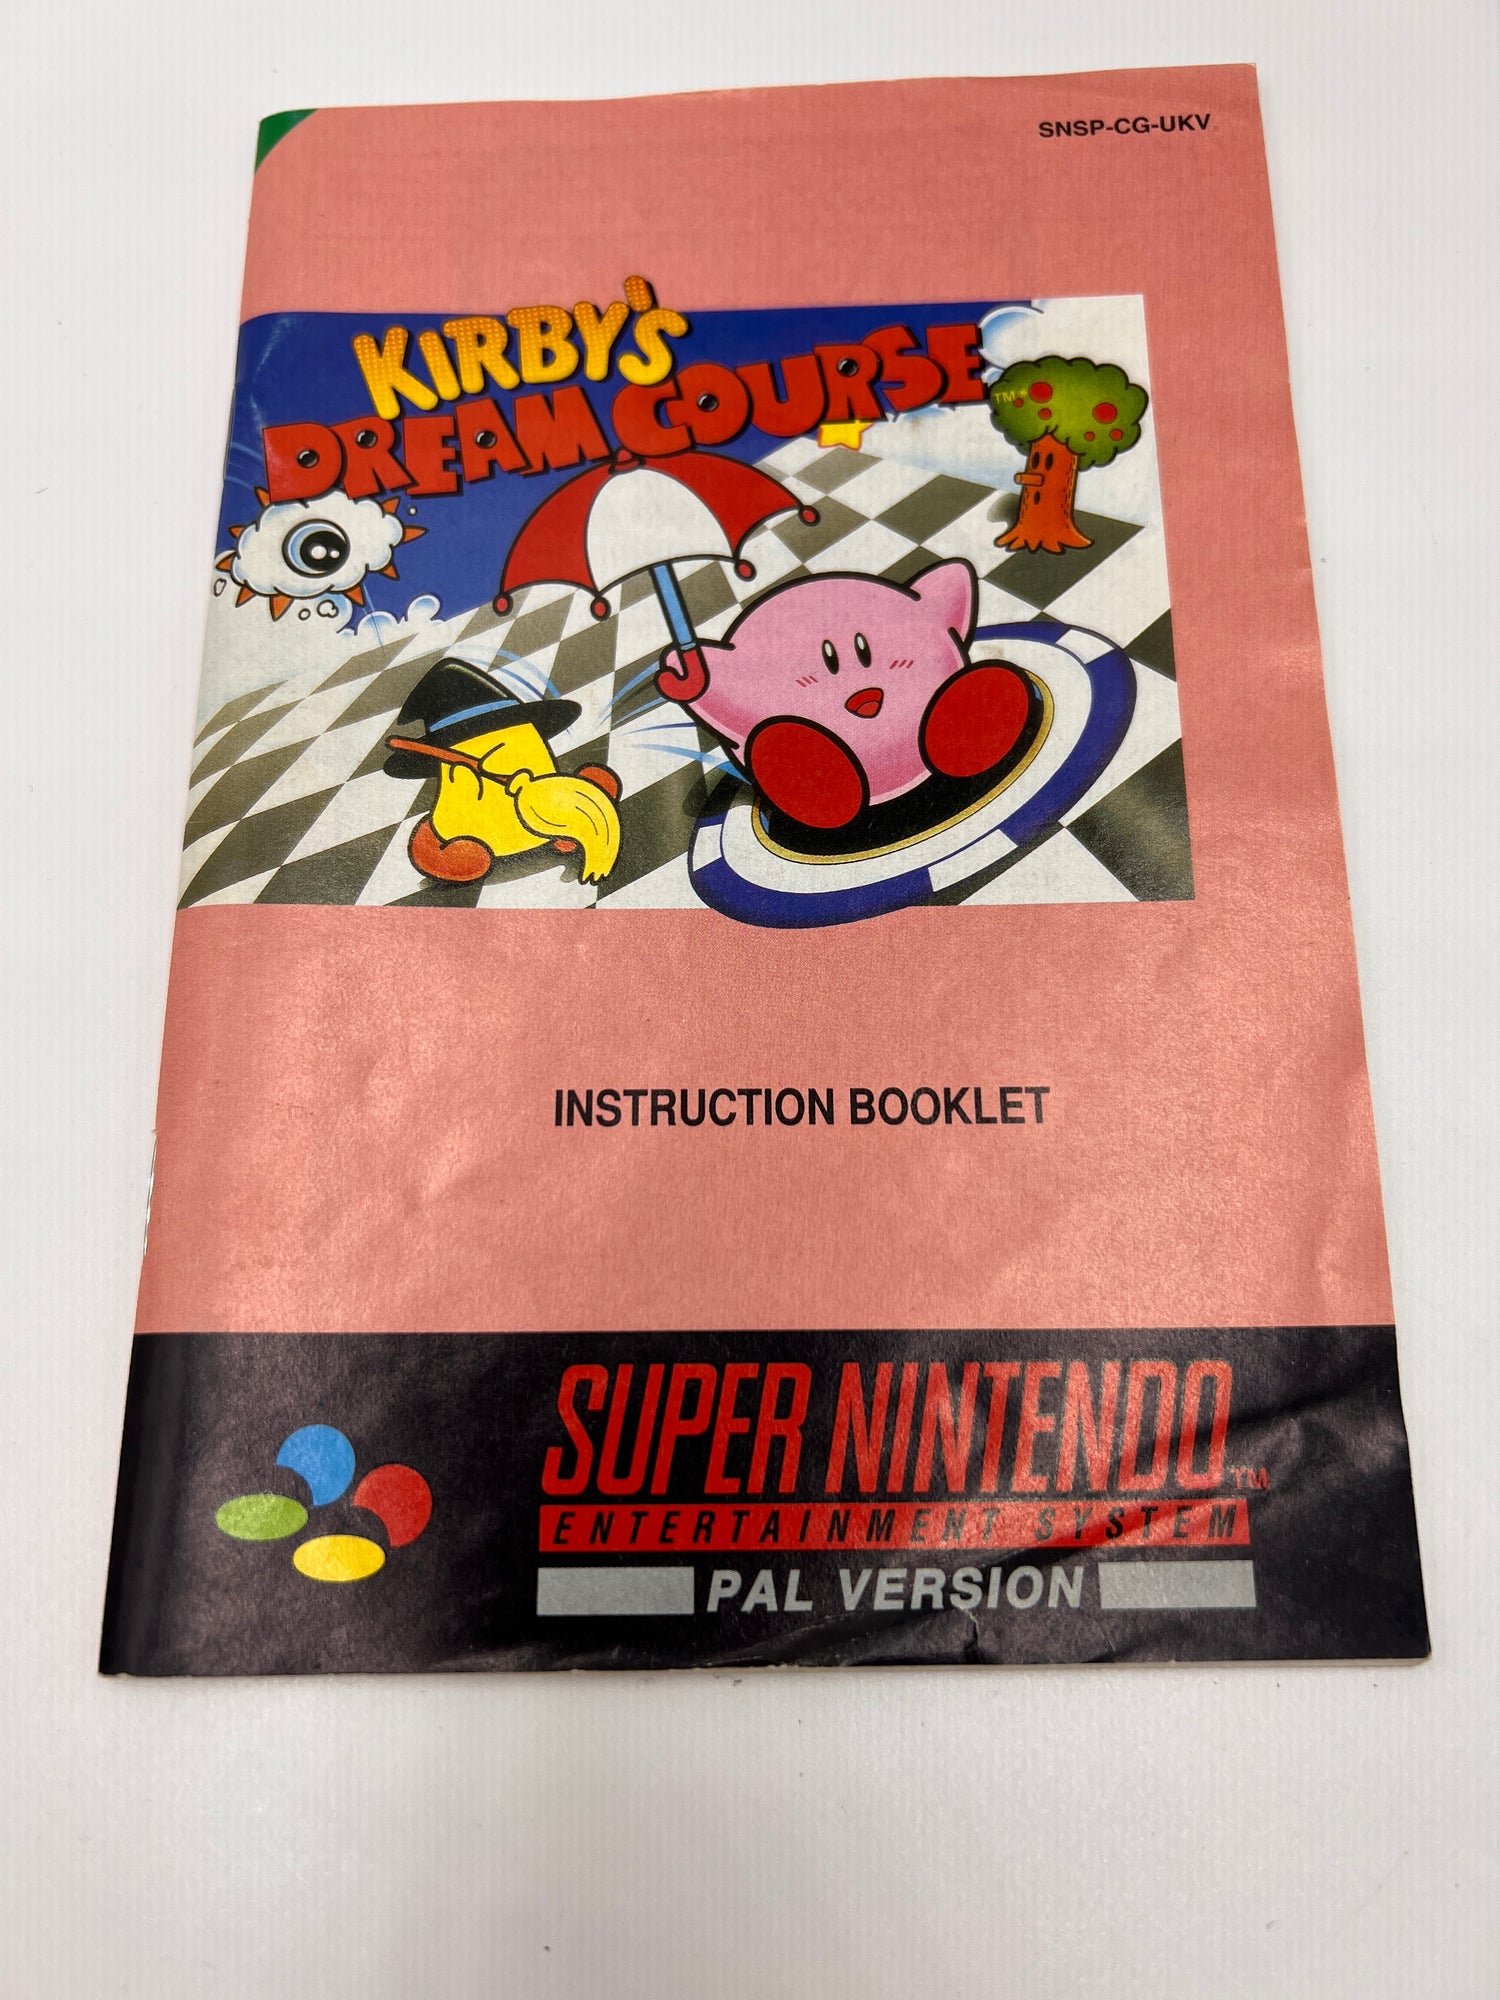 SNSP-CG-UKV
KIRBY'S
DREAM COURSE
TM*
INSTRUCTION BOOKLET
SUPER NINTENDO TM
ENTERTAINMENT SYSTEM
PAL VERSION